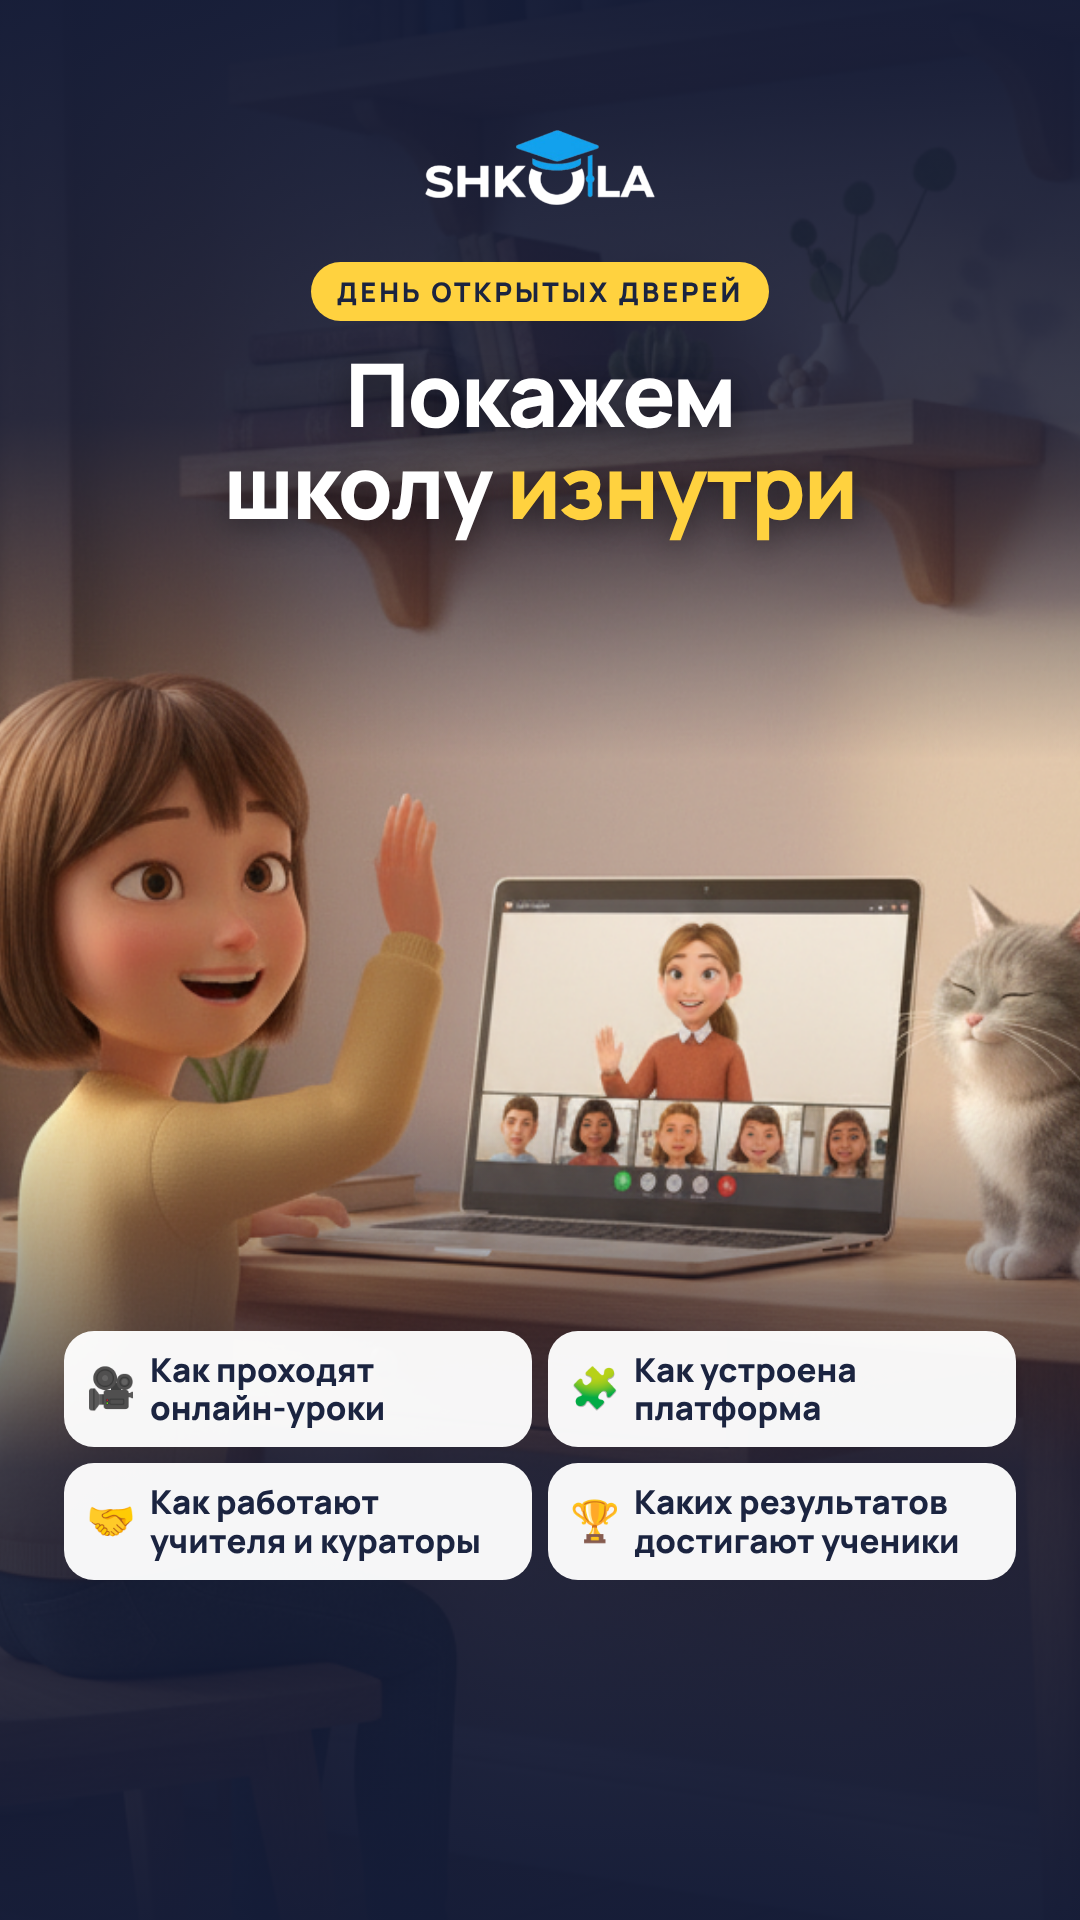 SHKOLA
ДЕНЬ ОТКРЫТЫХ ДВЕРЕЙ
Покажем
школу изнутри
Как проходят
онлайн-уроки
Как устроена
платформа
Как работают
учителя и кураторы
Каких результатов
достигают ученики